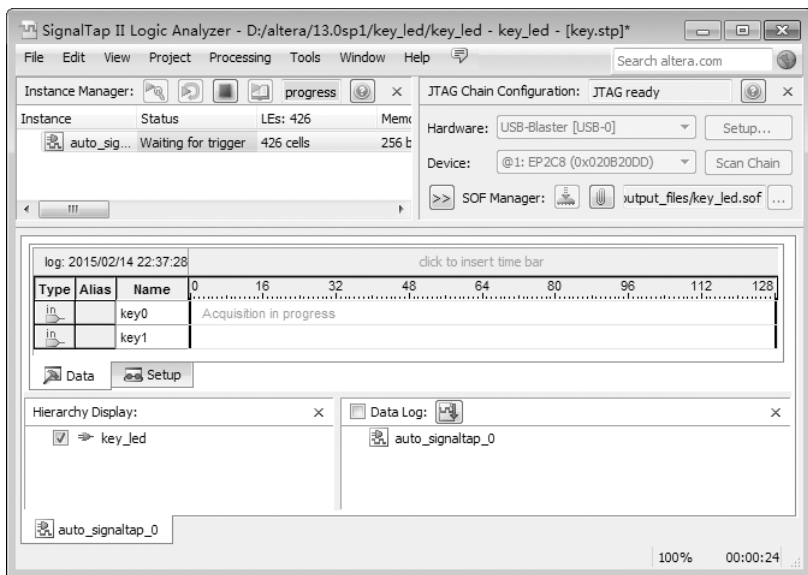 SignalTap II Logic Analyzer - D:/altera/13.0sp1/key_led/key_led - key_led - [key.stp]*
File Edit View Project Processing Tools Window Help Search altera.com
Instance Manager: progress
Instance Status LEs: 426 Memo
auto_sig... Waiting for trigger 426 cells 256 b
JTAG Chain Configuration: JTAG ready
Hardware: USB-Blaster [USB-0] Setup...
Device: @1: EP2C8 (0x020B20DD) Scan Chain
>> SOF Manager: output_files/key_led.sof ...
log: 2015/02/14 22:37:28 click to insert time bar
Type Alias Name 0 16 32 48 64 80 96 112 128
in key0 Acquisition in progress
in key1
Data Setup
Hierarchy Display:
key_led
Data Log:
auto_signaltap_0
auto_signaltap_0
100% 00:00:24